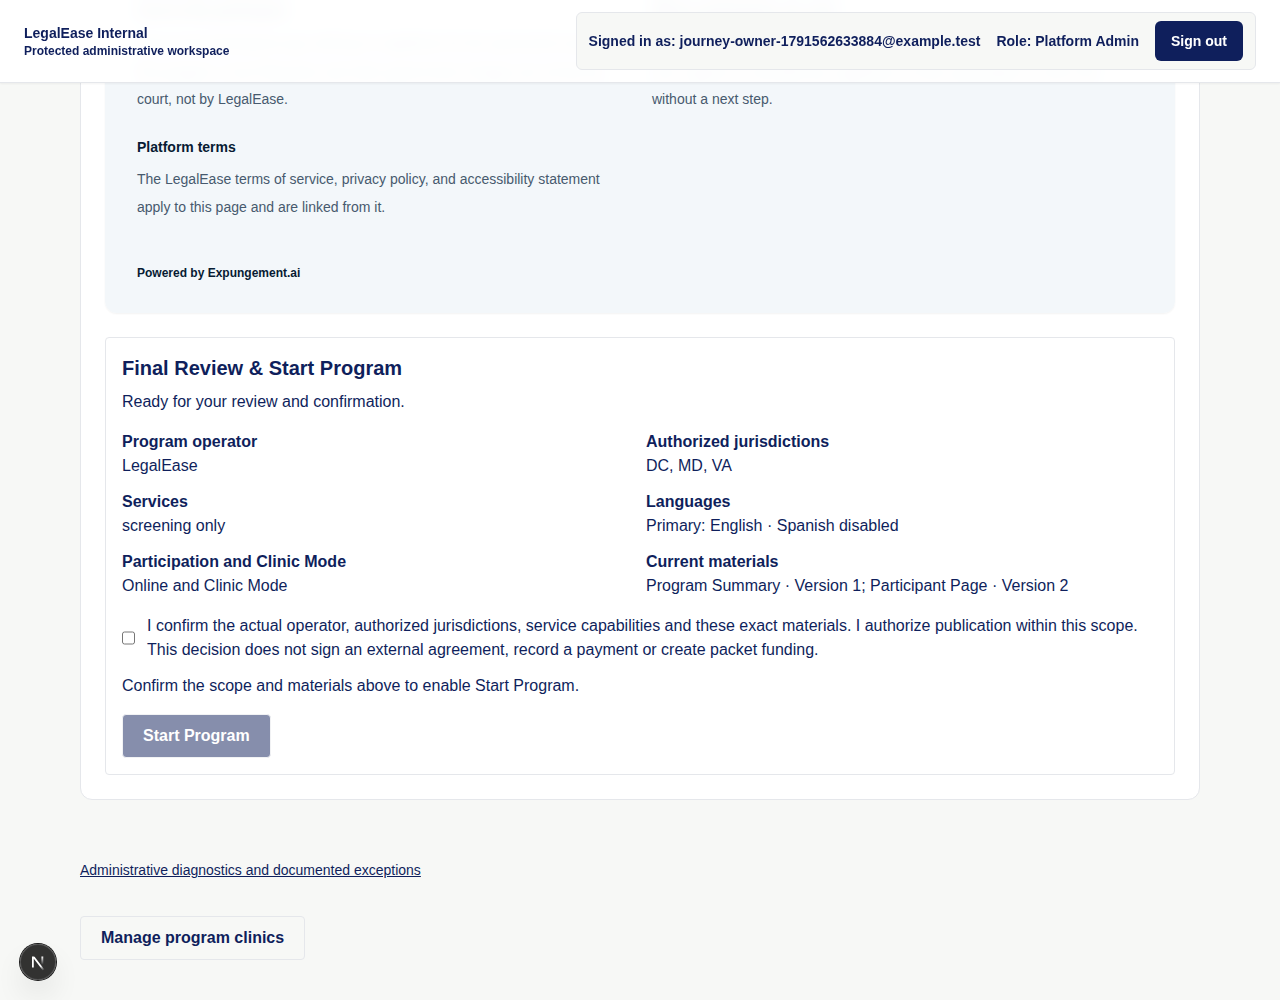 LegalEase Internal
Protected administrative workspace
Signed in as: journey-owner-1791562633884@example.test Role: Platform Admin Sign out
court, not by LegalEase.
without a next step.
Platform terms
The LegalEase terms of service, privacy policy, and accessibility statement
apply to this page and are linked from it.
Powered by Expungement.ai
Final Review & Start Program
Ready for your review and confirmation.
Program operator
LegalEase
Authorized jurisdictions
DC, MD, VA
Services
screening only
Languages
Primary: English · Spanish disabled
Participation and Clinic Mode
Online and Clinic Mode
Current materials
Program Summary · Version 1; Participant Page · Version 2
I confirm the actual operator, authorized jurisdictions, service capabilities and these exact materials. I authorize publication within this scope.
This decision does not sign an external agreement, record a payment or create packet funding.
Confirm the scope and materials above to enable Start Program.
Start Program
Administrative diagnostics and documented exceptions
Manage program clinics
N